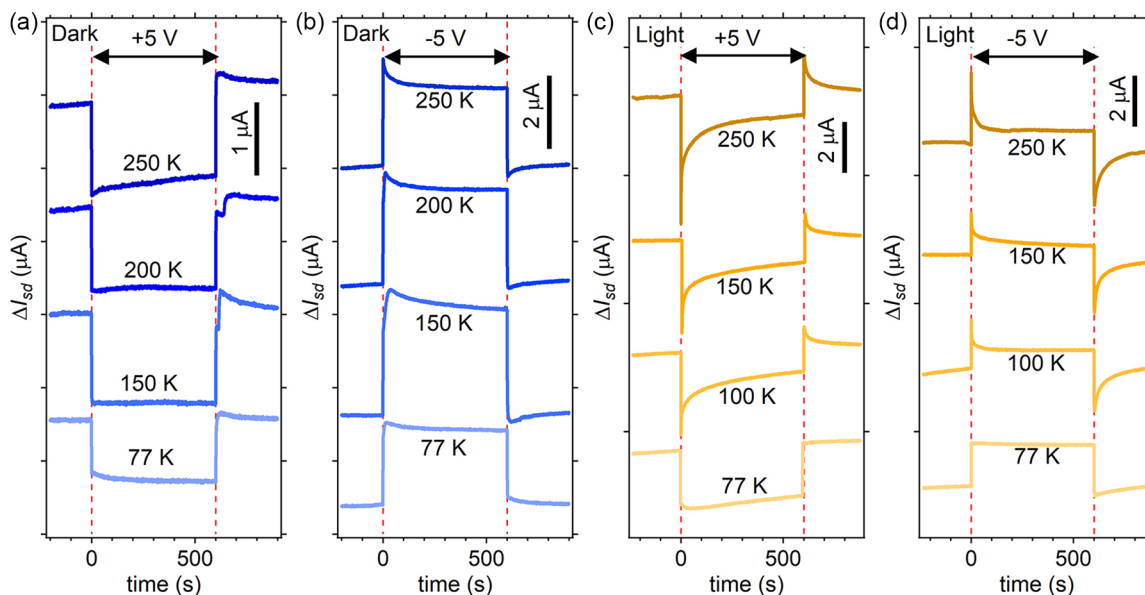 (a)
Dark
+5 V
1 μA
250 K
200 K
150 K
77 K
ΔIsd (μA)
0
500
time (s)
(b)
Dark
-5 V
2 μA
250 K
200 K
150 K
77 K
ΔIsd (μA)
0
500
time (s)
(c)
Light
+5 V
2 μA
250 K
150 K
100 K
77 K
ΔIsd (μA)
0
500
time (s)
(d)
Light
-5 V
2 μA
250 K
150 K
100 K
77 K
ΔIsd (μA)
0
500
time (s)